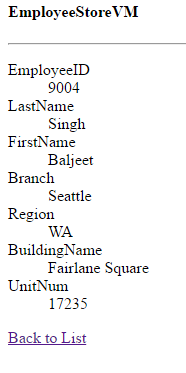 EmployeeStoreVM
EmployeeID
9004
LastName
Singh
FirstName
Baljeet
Branch
Seattle
Region
WA
BuildingName
Fairlane Square
UnitNum
17235
Back to List